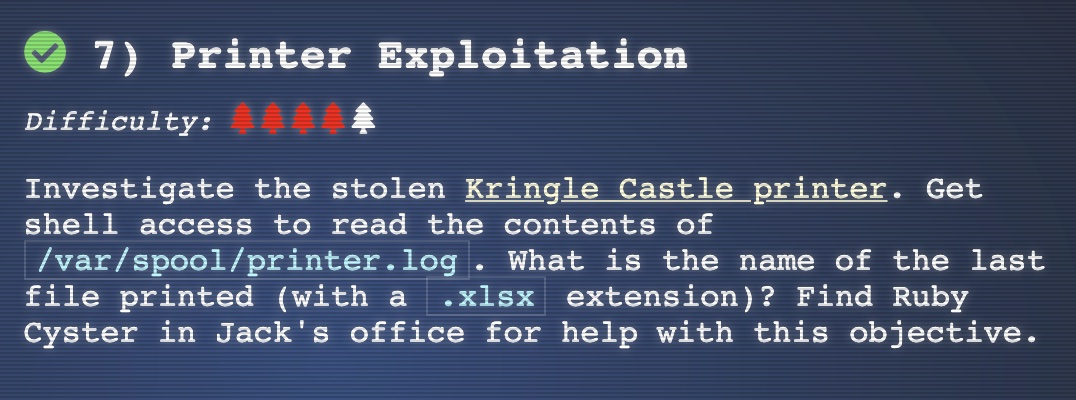 7) Printer Exploitation
Difficulty:
Investigate the stolen Kringle Castle printer. Get
shell access to read the contents of
/var/spool/printer.log. What is the name of the last
file printed (with a .xlsx extension)? Find Ruby
Cyster in Jack's office for help with this objective.